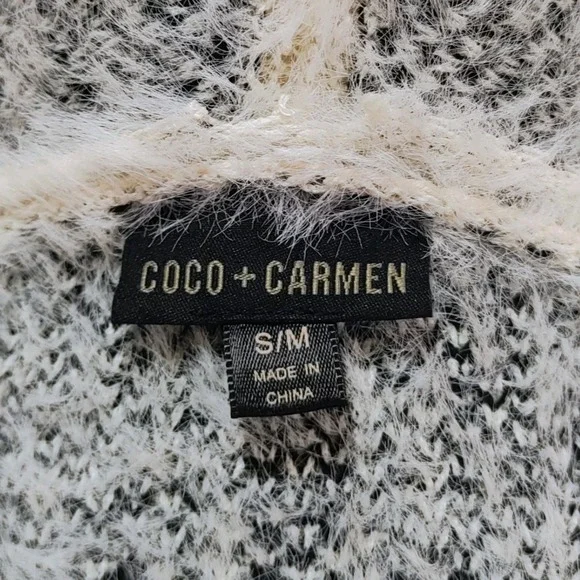 COCO + CARMEN
S/M
MADE IN
CHINA